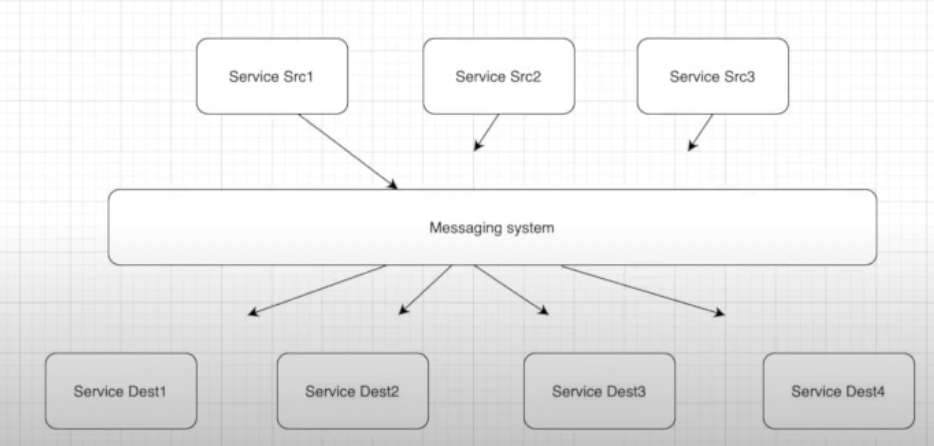 Service Src1
Service Src2
Service Src3
Messaging system
Service Dest1
Service Dest2
Service Dest3
Service Dest4